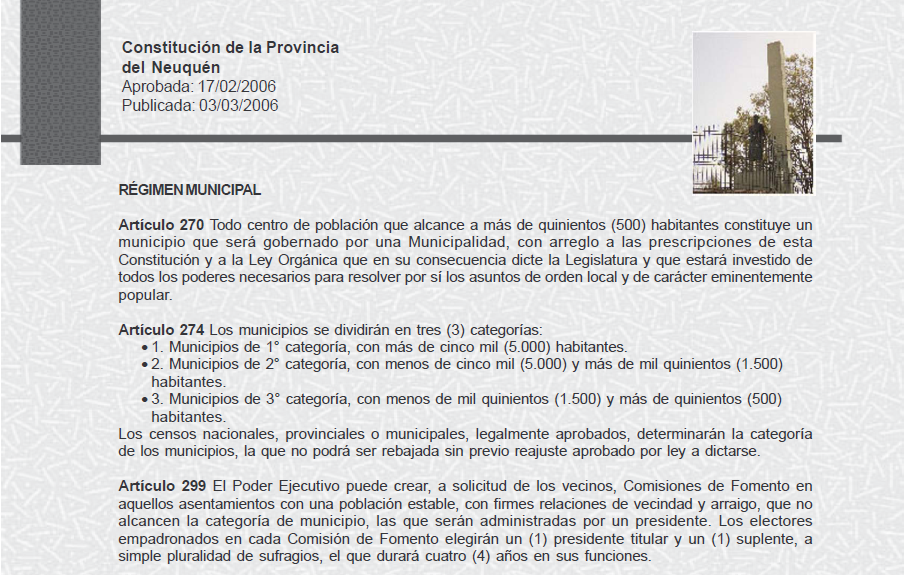 Constitución de la Provincia
del Neuquén
Aprobada: 17/02/2006
Publicada: 03/03/2006
RÉGIMEN MUNICIPAL
Artículo 270 Todo centro de población que alcance a más de quinientos (500) habitantes constituye un
municipio que será gobernado por una Municipalidad, con arreglo a las prescripciones de esta
Constitución y a la Ley Orgánica que en su consecuencia dicte la Legislatura y que estará investido de
todos los poderes necesarios para resolver por sí los asuntos de orden local y de carácter eminentemente
popular.
Artículo 274 Los municipios se dividirán en tres (3) categorías:
• 1. Municipios de 1° categoría, con más de cinco mil (5.000) habitantes.
• 2. Municipios de 2° categoría, con menos de cinco mil (5.000) y más de mil quinientos (1.500)
habitantes.
• 3. Municipios de 3° categoría, con menos de mil quinientos (1.500) y más de quinientos (500)
habitantes.
Los censos nacionales, provinciales o municipales, legalmente aprobados, determinarán la categoría
de los municipios, la que no podrá ser rebajada sin previo reajuste aprobado por ley a dictarse.
Artículo 299 El Poder Ejecutivo puede crear, a solicitud de los vecinos, Comisiones de Fomento en
aquellos asentamientos con una población estable, con firmes relaciones de vecindad y arraigo, que no
alcancen la categoría de municipio, las que serán administradas por un presidente. Los electores
empadronados en cada Comisión de Fomento elegirán un (1) presidente titular y un (1) suplente, a
simple pluralidad de sufragios, el que durará cuatro (4) años en sus funciones.